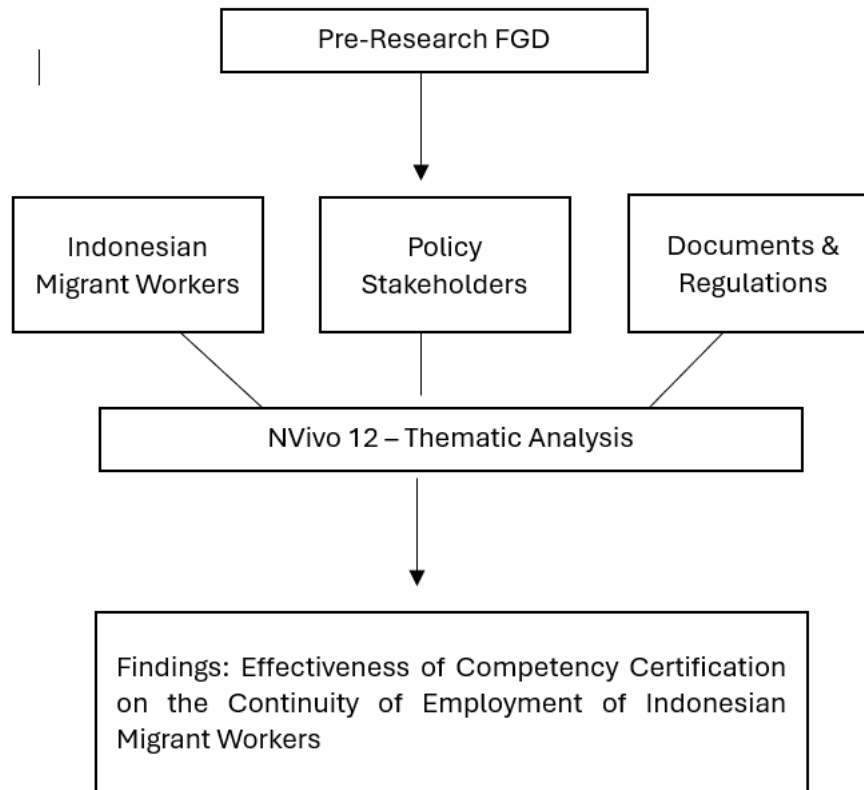 Pre-Research FGD
Indonesian
Migrant Workers
Policy
Stakeholders
Documents &
Regulations
NVivo 12 – Thematic Analysis
Findings: Effectiveness of Competency Certification
on the Continuity of Employment of Indonesian
Migrant Workers